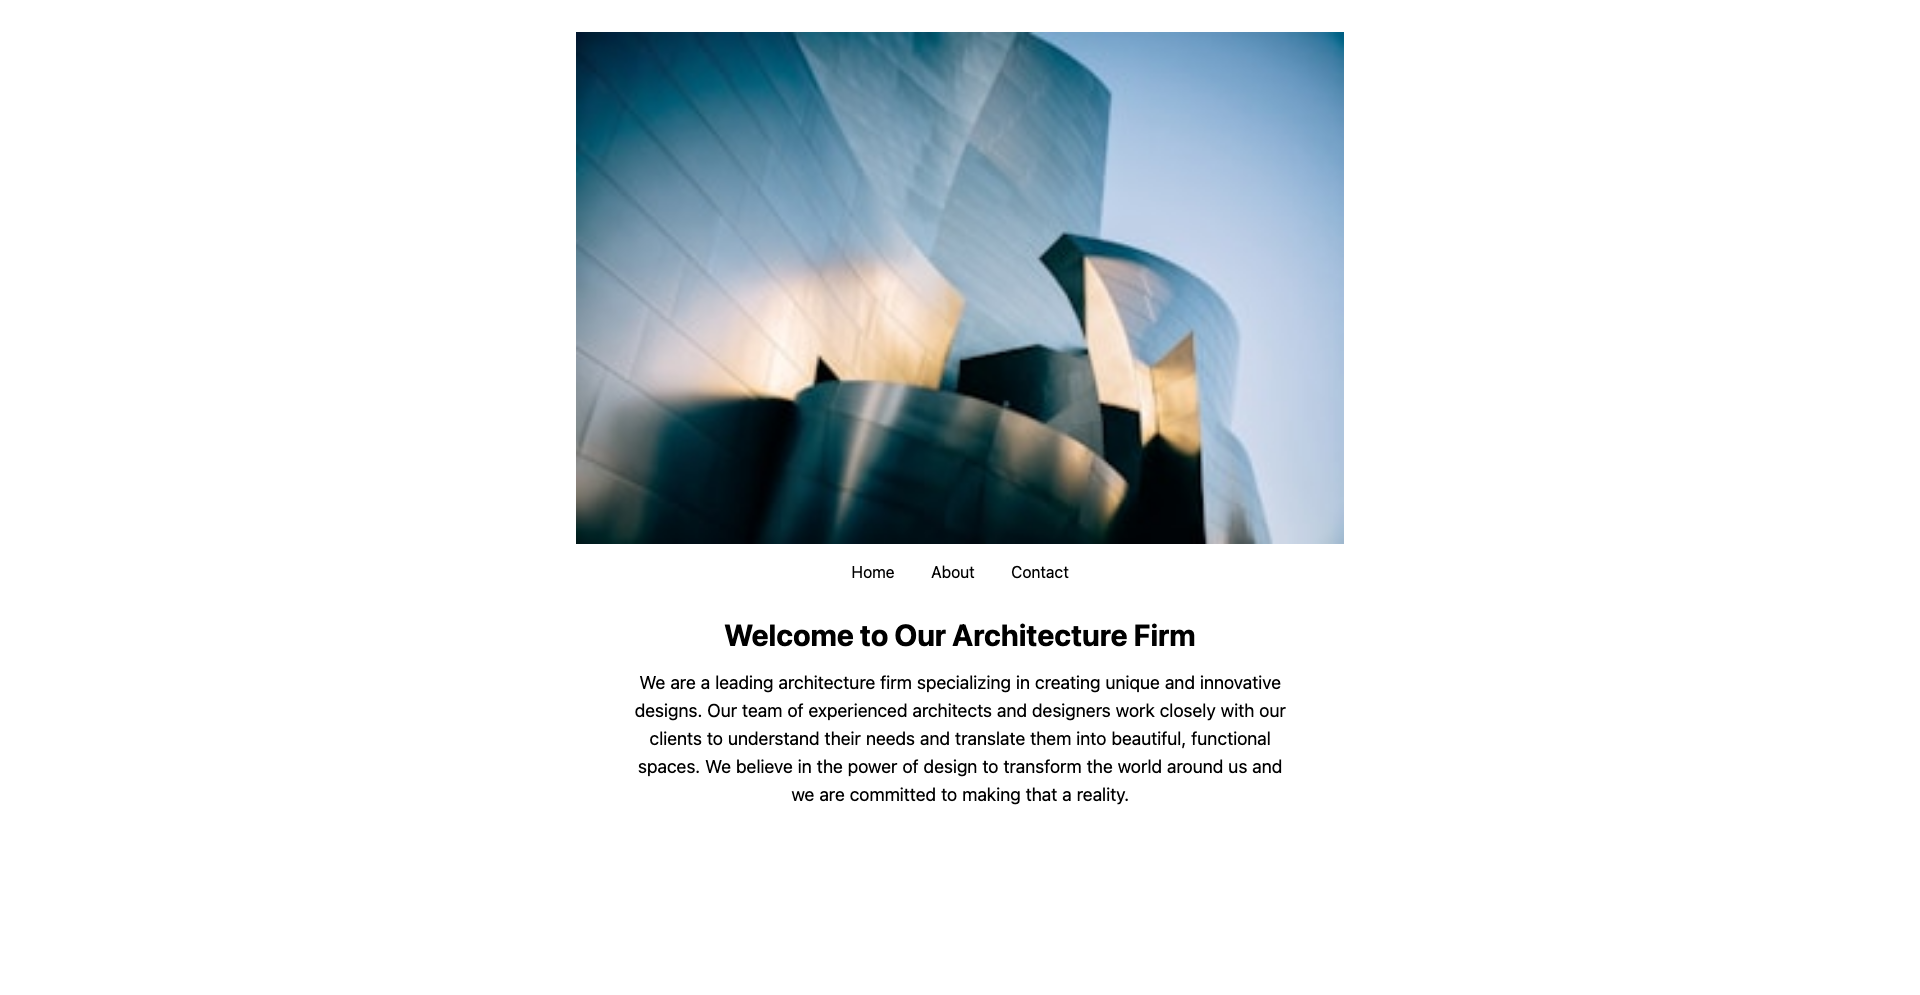 Home About Contact
Welcome to Our Architecture Firm
We are a leading architecture firm specializing in creating unique and innovative
designs. Our team of experienced architects and designers work closely with our
clients to understand their needs and translate them into beautiful, functional
spaces. We believe in the power of design to transform the world around us and
we are committed to making that a reality.